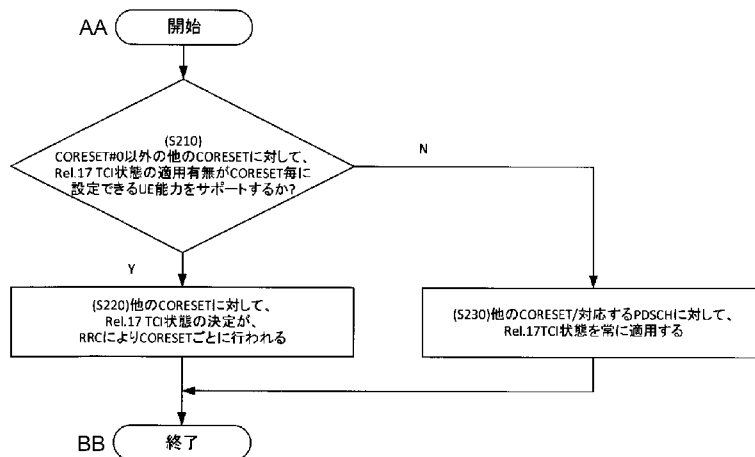 AA 開始
(S210)
CORESET#0以外の他のCORESETに対して、
Rel.17 TCI状態の適用有無がCORESET毎に
設定できるUE能力をサポートするか?
N
Y
(S220)他のCORESETに対して、
Rel.17 TCI状態の決定が、
RRCによりCORESETごとに行われる
(S230)他のCORESET/対応するPDSCHに対して、
Rel.17TCI状態を常に適用する
BB 終了